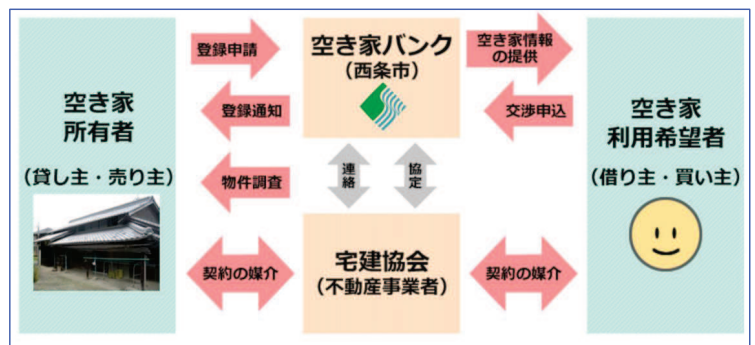 空き家
所有者
(貸し主・売り主)
登録申請
登録通知
物件調査
契約の媒介
空き家バンク
(西条市)
連絡
協定
宅建協会
(不動産事業者)
空き家情報
の提供
交渉申込
契約の媒介
空き家
利用希望者
(借り主・買い主)